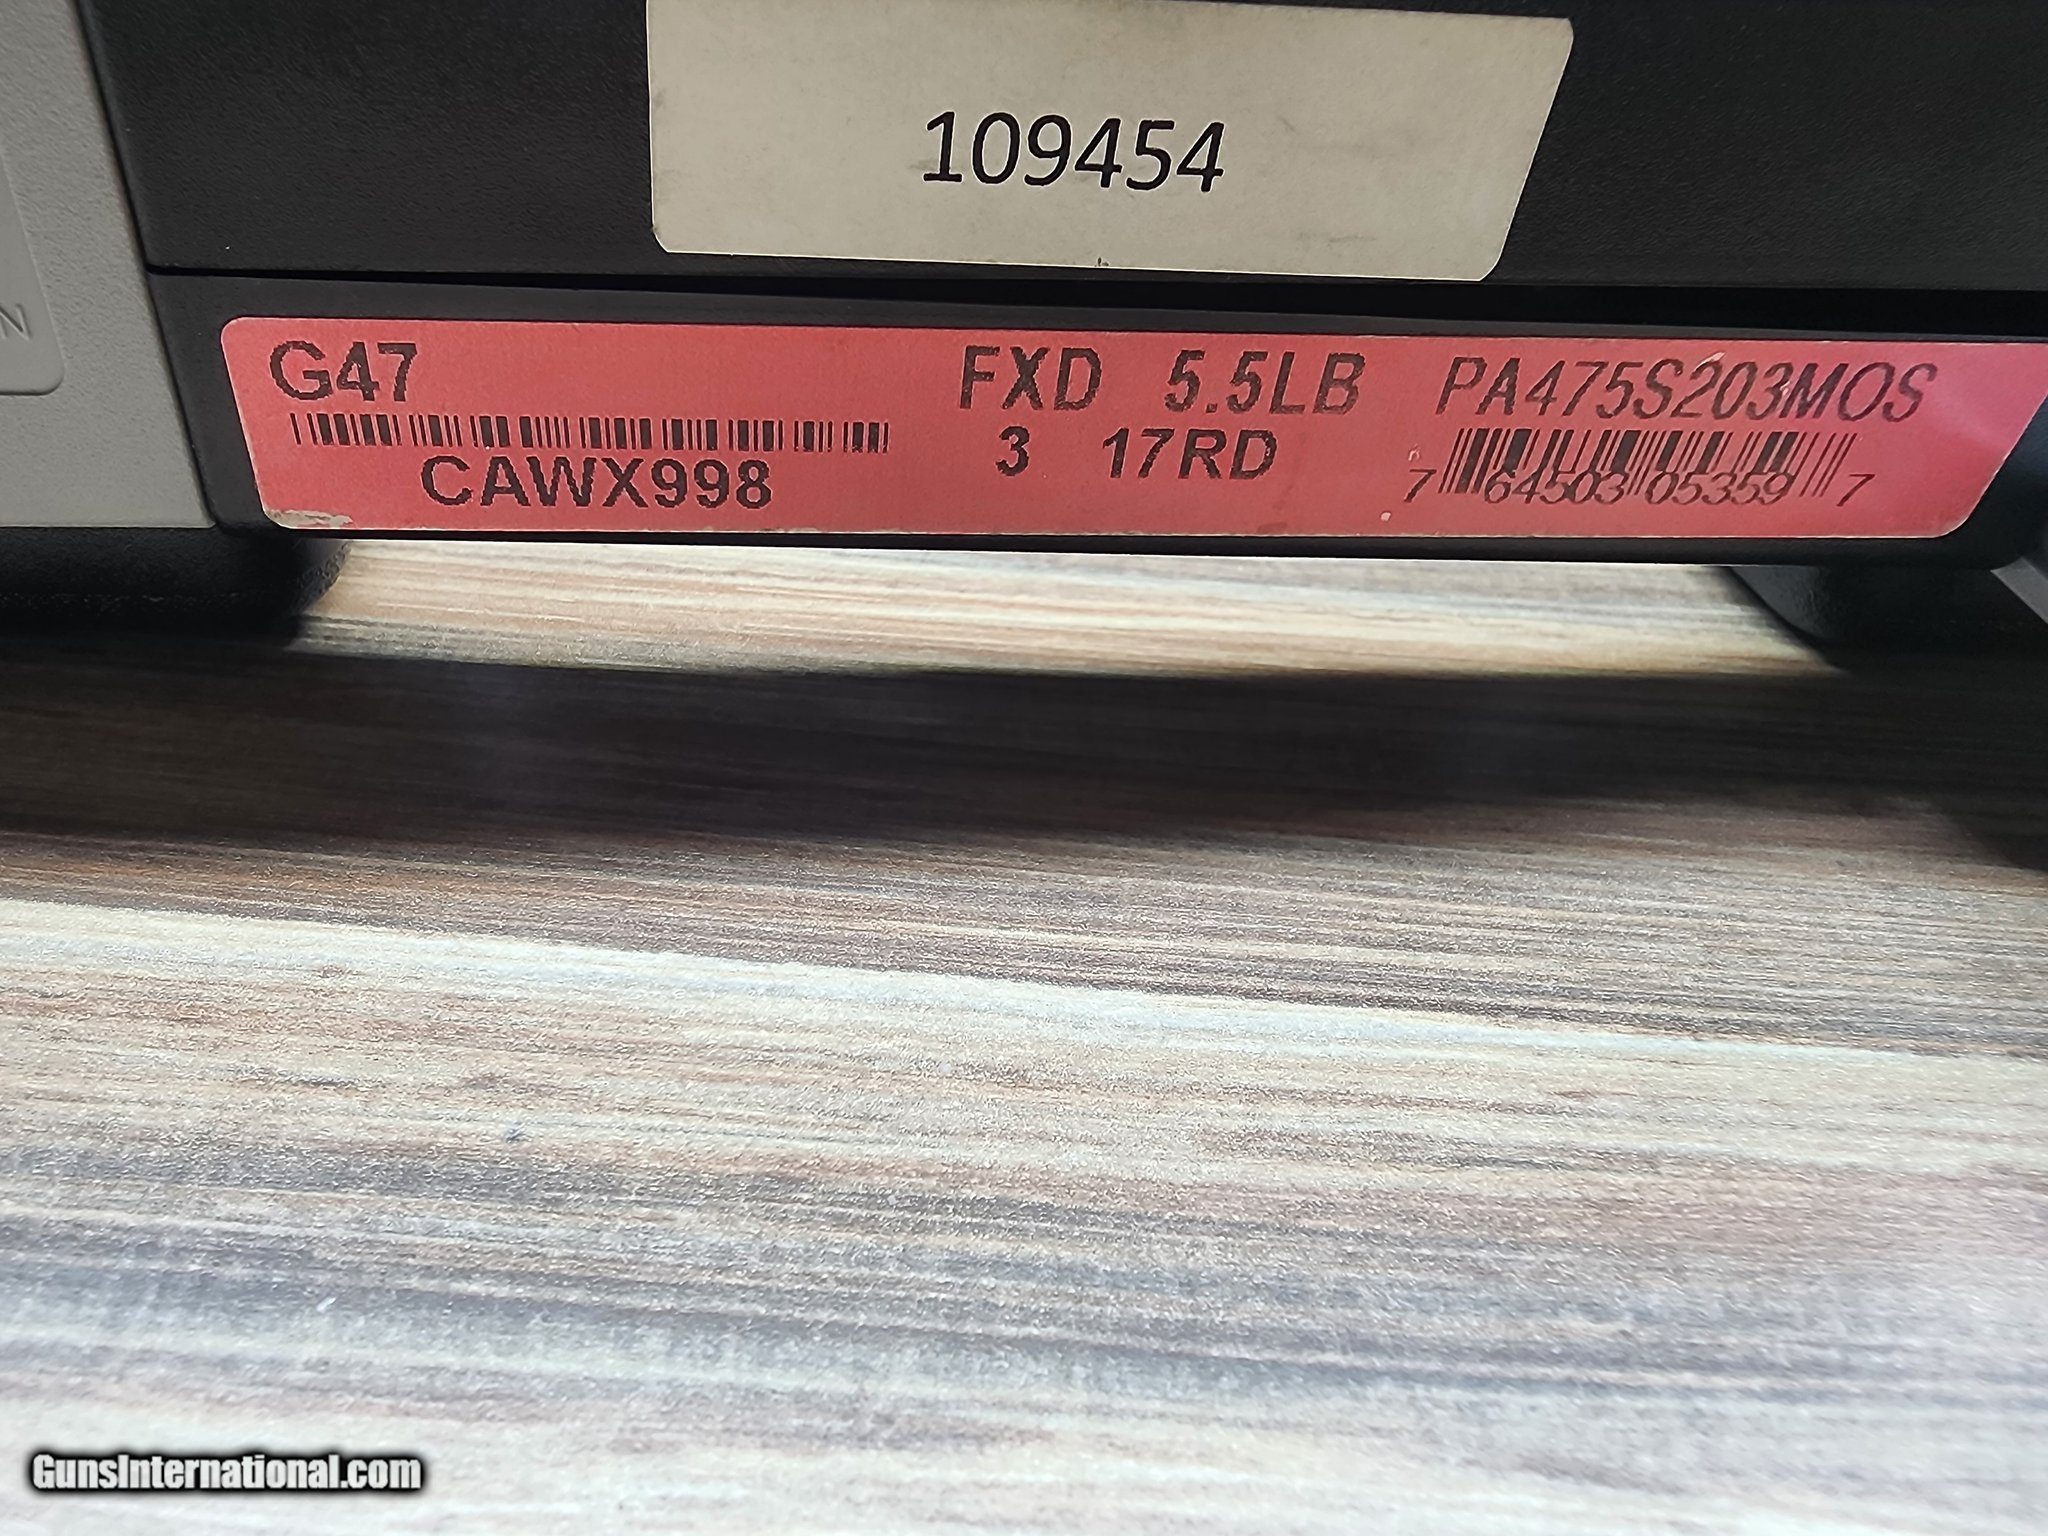 109454
G47
CAWX998
FXD 5.5LB
3 17RD
PA475S203MOS
7 64503 05359 7
GunsInternational.com